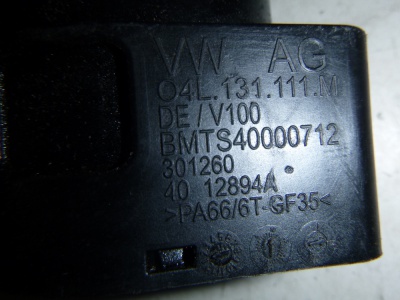 VW AG
04L.131.111.M
DE/V100
BMTS40000712
301260
40 12894A
>PA66/6T-GF35<